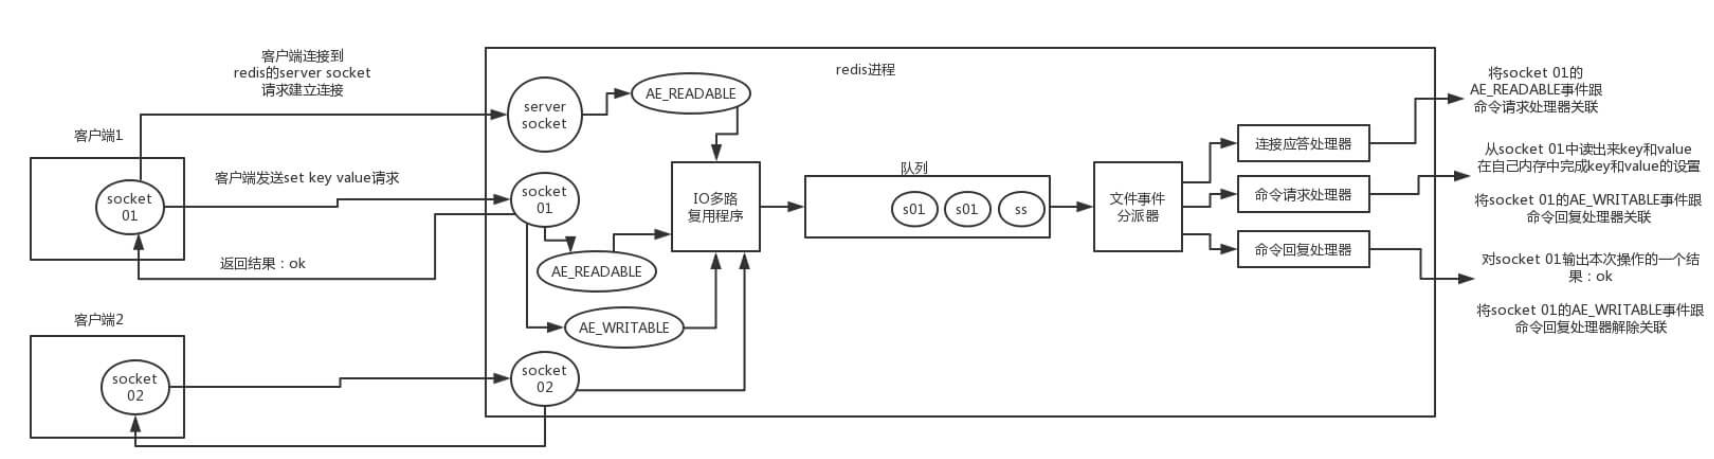 客户端连接到
redis的server socket
请求建立连接
redis进程
客户端1
server
socket
AE_READABLE
将socket 01的
AE_READABLE事件跟
命令请求处理器关联
连接应答处理器
socket
01
客户端发送set key value请求
socket
01
IO多路
复用程序
队列
s01
s01
ss
文件事件
分派器
命令请求处理器
从socket 01中读出来key和value
在自己内存中完成key和value的设置
将socket 01的AE_WRITABLE事件跟
命令回复处理器关联
返回结果：ok
AE_READABLE
命令回复处理器
对socket 01输出本次操作的一个结
果：ok
将socket 01的AE_WRITABLE事件跟
命令回复处理器解除关联
客户端2
AE_WRITABLE
socket
02
socket
02